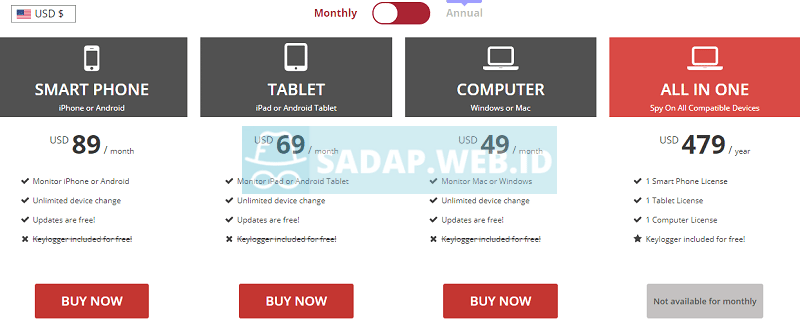 USD $
Monthly
Annual
SMART PHONE
iPhone or Android
USD 89 / month
Monitor iPhone or Android
Unlimited device change
Updates are free!
Keylogger included for free!
BUY NOW
TABLET
iPad or Android Tablet
USD 69 / month
Monitor iPad or Android Tablet
Unlimited device change
Updates are free!
Keylogger included for free!
BUY NOW
COMPUTER
Windows or Mac
USD 49 / month
Monitor Mac or Windows
Unlimited device change
Updates are free!
Keylogger included for free!
BUY NOW
ALL IN ONE
Spy On All Compatible Devices
USD 479 / year
1 Smart Phone License
1 Tablet License
1 Computer License
Keylogger included for free!
Not available for monthly
SADAP.WEB.ID